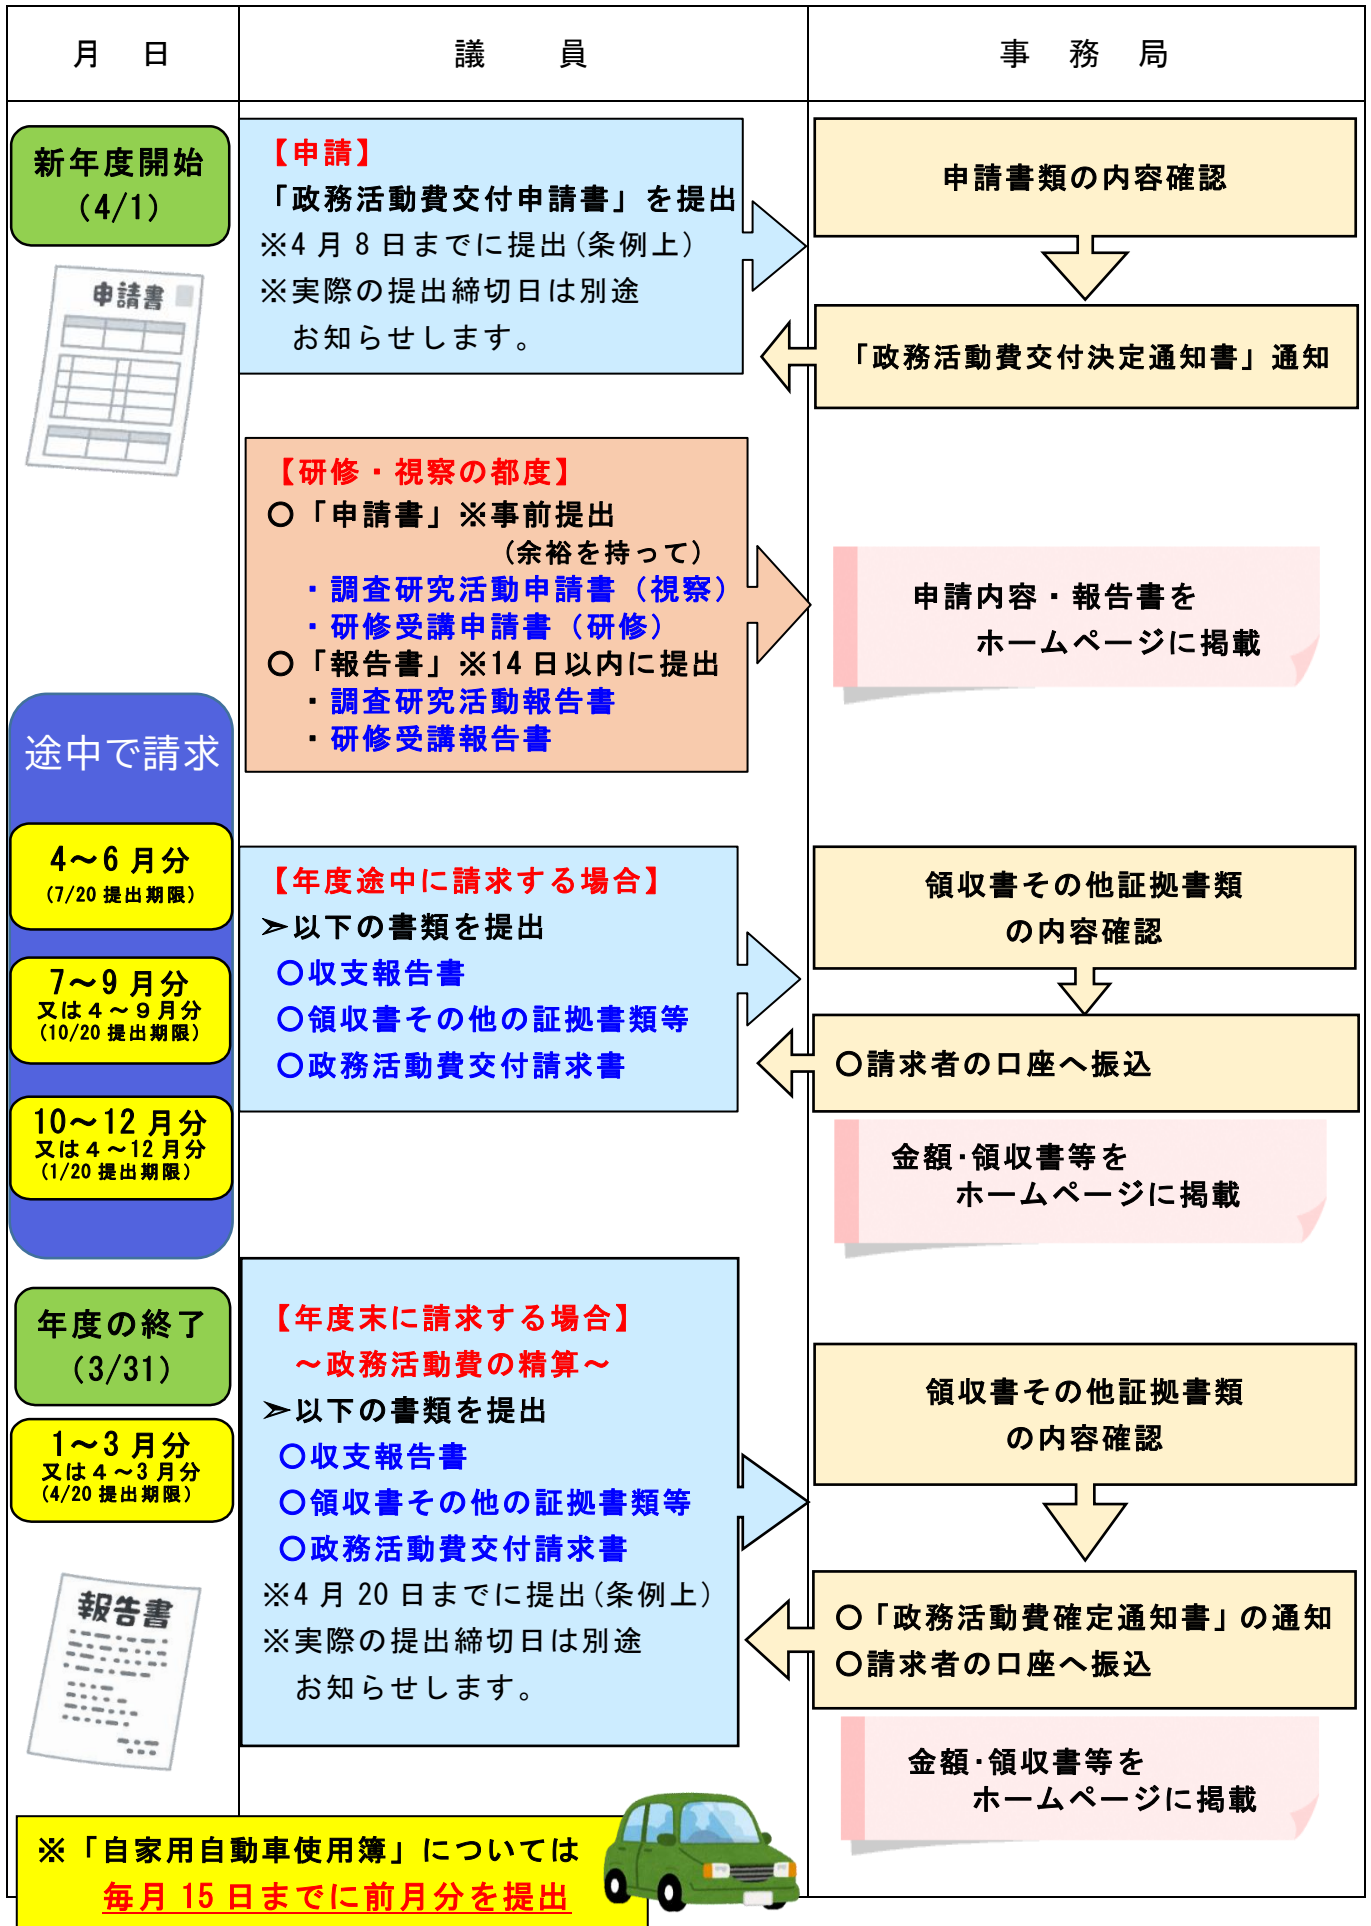 月 日
議 員
事 務 局
新年度開始
(4/1)
申請書
【申請】
「政務活動費交付申請書」を提出
※4月8日までに提出(条例上)
※実際の提出締切日は別途
お知らせします。
申請書類の内容確認
「政務活動費交付決定通知書」通知
【研修・視察の都度】
○「申請書」※事前提出
(余裕を持って)
・調査研究活動申請書(視察)
・研修受講申請書(研修)
○「報告書」※14日以内に提出
・調査研究活動報告書
・研修受講報告書
申請内容・報告書を
ホームページに掲載
途中で請求
4～6月分
(7/20提出期限)
7～9月分
又は4～9月分
(10/20提出期限)
10～12月分
又は4～12月分
(1/20提出期限)
【年度途中に請求する場合】
➢以下の書類を提出
○収支報告書
○領収書その他の証拠書類等
○政務活動費交付請求書
領収書その他証拠書類
の内容確認
○請求者の口座へ振込
金額･領収書等を
ホームページに掲載
年度の終了
(3/31)
1～3月分
又は4～3月分
(4/20提出期限)
報告書
【年度末に請求する場合】
～政務活動費の精算～
➢以下の書類を提出
○収支報告書
○領収書その他の証拠書類等
○政務活動費交付請求書
※4月20日までに提出(条例上)
※実際の提出締切日は別途
お知らせします。
領収書その他証拠書類
の内容確認
○「政務活動費確定通知書」の通知
○請求者の口座へ振込
金額･領収書等を
ホームページに掲載
※「自家用自動車使用簿」については
毎月15日までに前月分を提出